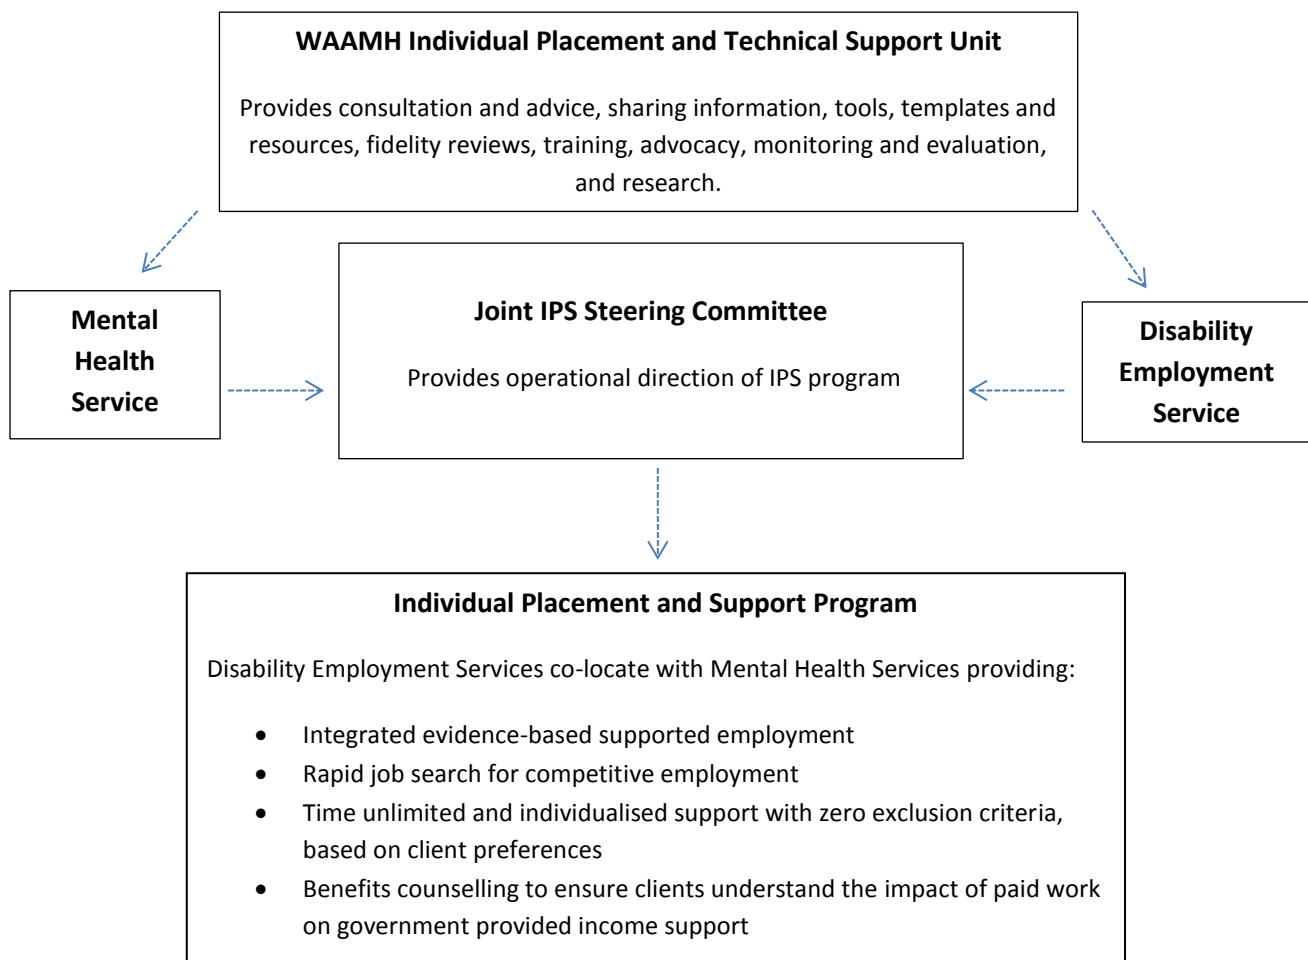 WAAMH Individual Placement and Technical Support Unit
Provides consultation and advice, sharing information, tools, templates and
resources, fidelity reviews, training, advocacy, monitoring and evaluation,
and research.
Mental
Health
Service
Joint IPS Steering Committee
Provides operational direction of IPS program
Disability
Employment
Service
Individual Placement and Support Program
Disability Employment Services co-locate with Mental Health Services providing:
• Integrated evidence-based supported employment
• Rapid job search for competitive employment
• Time unlimited and individualised support with zero exclusion criteria,
based on client preferences
• Benefits counselling to ensure clients understand the impact of paid work
on government provided income support